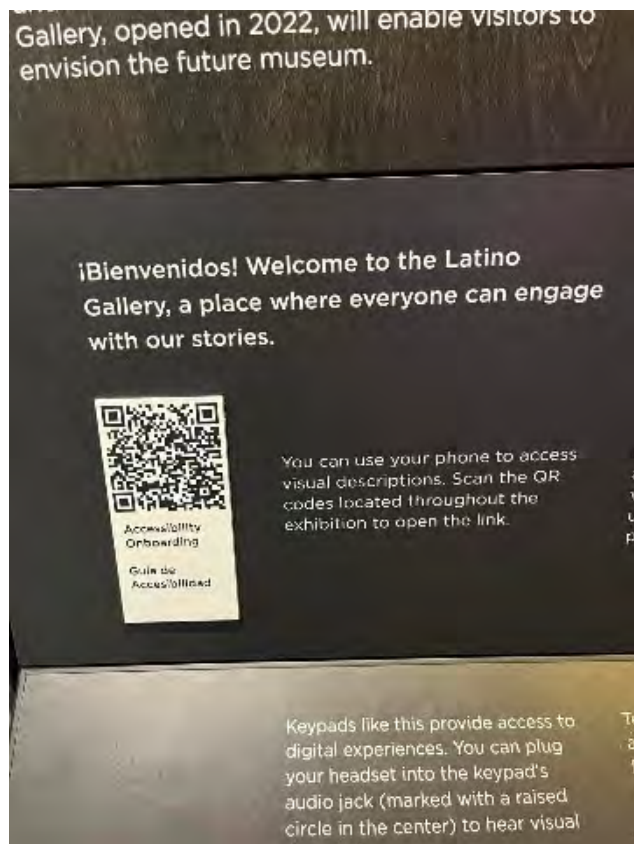 Gallery, opened in 2022, will enable visitors to
envision the future museum.
¡Bienvenidos! Welcome to the Latino
Gallery, a place where everyone can engage
with our stories.
Accessibility
Onboarding
Guía de
Accesibilidad
You can use your phone to access
visual descriptions. Scan the QR
codes located throughout the
exhibition to open the link.
Keypads like this provide access to
digital experiences. You can plug
your headset into the keypad's
audio jack (marked with a raised
circle in the center) to hear visual